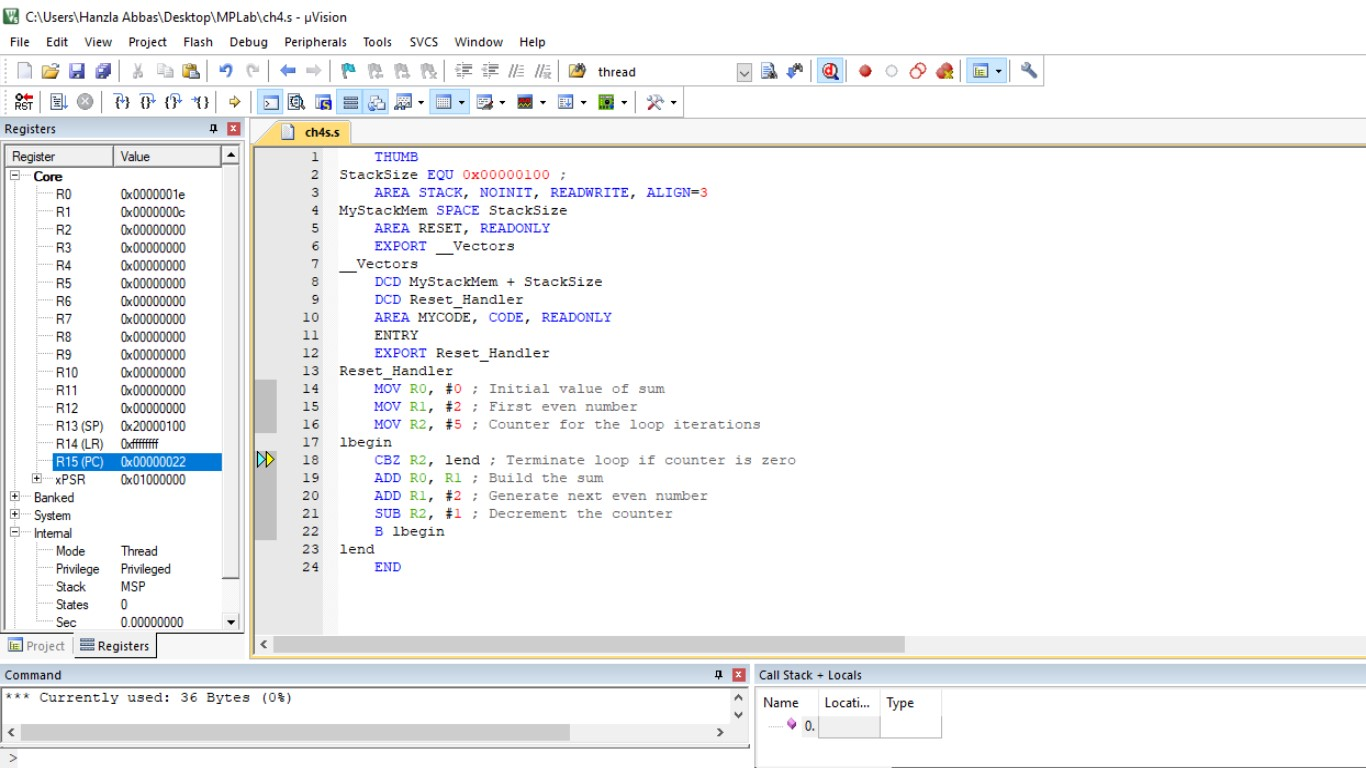 C:\Users\Hanzla Abbas\Desktop\MPLab\ch4.s - µVision
File Edit View Project Flash Debug Peripherals Tools SVCS Window Help
thread
RST
Registers
Register Value
Core
R0 0x0000001e
R1 0x0000000c
R2 0x00000000
R3 0x00000000
R4 0x00000000
R5 0x00000000
R6 0x00000000
R7 0x00000000
R8 0x00000000
R9 0x00000000
R10 0x00000000
R11 0x00000000
R12 0x00000000
R13 (SP) 0x20000100
R14 (LR) 0xffffffff
R15 (PC) 0x00000022
xPSR 0x01000000
Banked
System
Internal
Mode Thread
Privilege Privileged
Stack MSP
States 0
Sec 0.00000000
Project Registers
ch4s.s
1 THUMB
2 StackSize EQU 0x00000100 ;
3 AREA STACK, NOINIT, READWRITE, ALIGN=3
4 MyStackMem SPACE StackSize
5 AREA RESET, READONLY
6 EXPORT __Vectors
7 __Vectors
8 DCD MyStackMem + StackSize
9 DCD Reset_Handler
10 AREA MYCODE, CODE, READONLY
11 ENTRY
12 EXPORT Reset_Handler
13 Reset_Handler
14 MOV R0, #0 ; Initial value of sum
15 MOV R1, #2 ; First even number
16 MOV R2, #5 ; Counter for the loop iterations
17 lbegin
18 CBZ R2, lend ; Terminate loop if counter is zero
19 ADD R0, R1 ; Build the sum
20 ADD R1, #2 ; Generate next even number
21 SUB R2, #1 ; Decrement the counter
22 B lbegin
23 lend
24 END
Command
*** Currently used: 36 Bytes (0%)
>
Call Stack + Locals
Name Locati... Type
0.